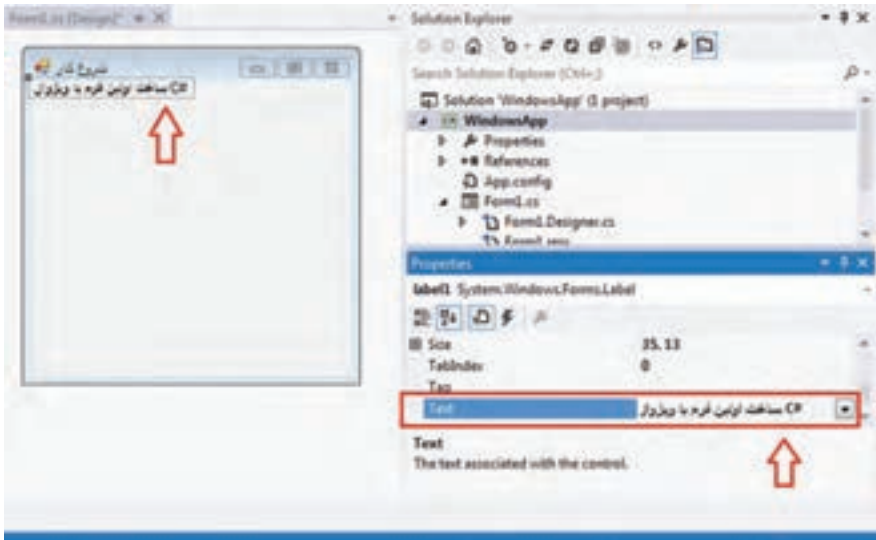 Form1.cs [Design]*
شروع کار
ساخت اولین فرم با ویژوال C#
Solution Explorer
Search Solution Explorer (Ctrl+;)
Solution 'WindowsApp' (1 project)
WindowsApp
Properties
References
App.config
Form1.cs
Form1.Designer.cs
Form1.resx
Properties
label1 System.Windows.Forms.Label
Size 35, 13
TabIndex 0
Tag
Text ساخت اولین فرم با ویژوال C#
Text
The text associated with the control.